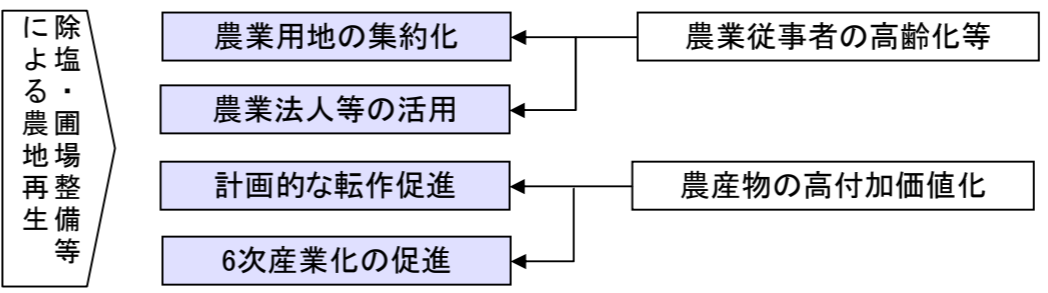 除塩・圃場整備等
による農地再生
農業用地の集約化
農業従事者の高齢化等
農業法人等の活用
計画的な転作促進
農産物の高付加価値化
6次産業化の促進